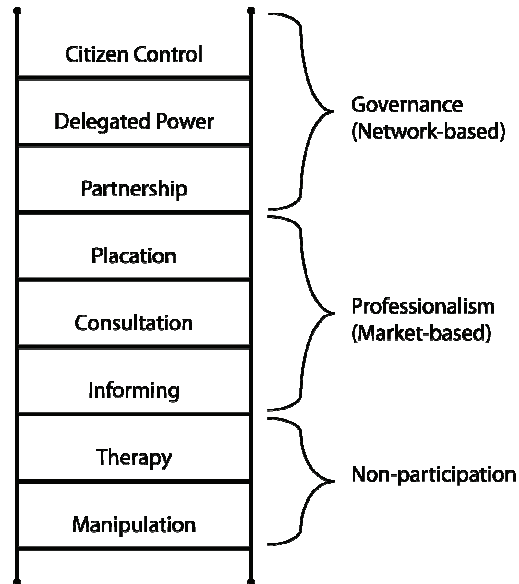 Citizen Control
Delegated Power
Partnership
Placation
Consultation
Informing
Therapy
Manipulation
Governance
(Network-based)
Professionalism
(Market-based)
Non-participation